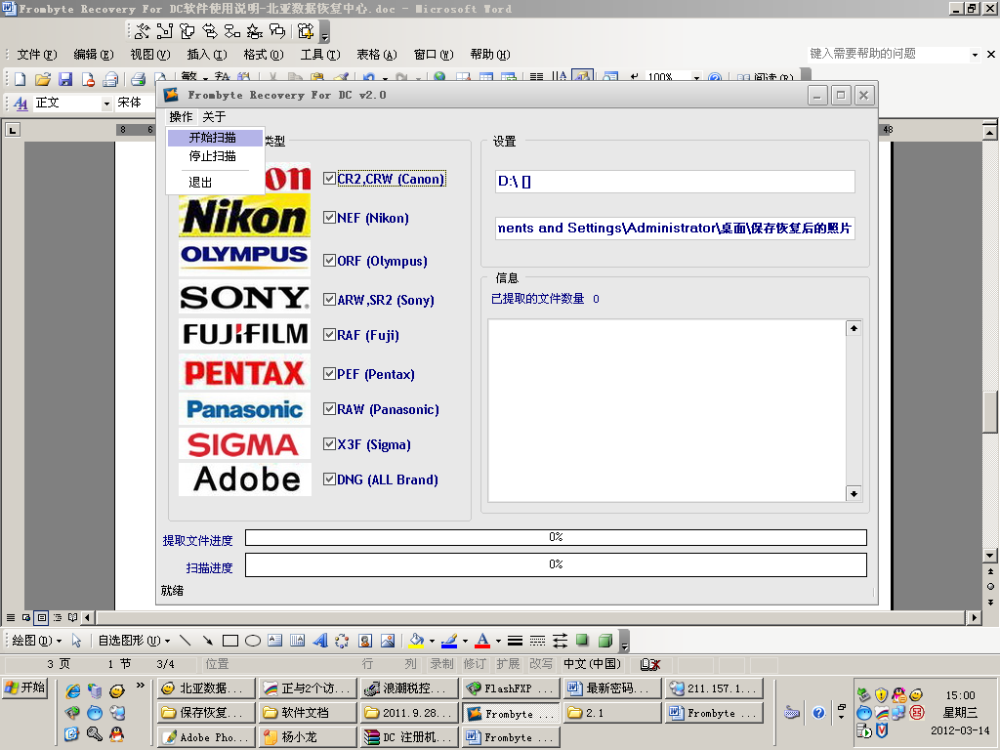 Frombyte Recovery For DC软件使用说明-北亚数据恢复中心.doc - Microsoft Word
文件(F) 编辑(E) 视图(V) 插入(I) 格式(O) 工具(T) 表格(A) 窗口(W) 帮助(H) 键入需要帮助的问题
100% 阅读(R)
正文 宋体
8 6 48
Frombyte Recovery For DC v2.0
操作 关于
开始扫描
停止扫描
退出
类型
on
CR2,CRW (Canon)
Nikon NEF (Nikon)
OLYMPUS ORF (Olympus)
SONY ARW,SR2 (Sony)
FUJIFILM RAF (Fuji)
PENTAX PEF (Pentax)
Panasonic RAW (Panasonic)
SIGMA X3F (Sigma)
Adobe DNG (ALL Brand)
设置
D:\ []
ments and Settings\Administrator\桌面\保存恢复后的照片
信息
已提取的文件数量 0
提取文件进度 0%
扫描进度 0%
就绪
绘图(D) 自选图形(U)
3 页 1 节 3/4 位置 行 列 录制 修订 扩展 改写 中文(中国)
开始 北亚数据... 正与2个访... 浪潮税控... FlashFXP ... 最新密码... 211.157.1...
保存恢复... 软件文档 2011.9.28... Frombyte ... 2.1 Frombyte ...
Adobe Pho... 杨小龙 DC 注册机... Frombyte ...
15:00
星期三
2012-03-14